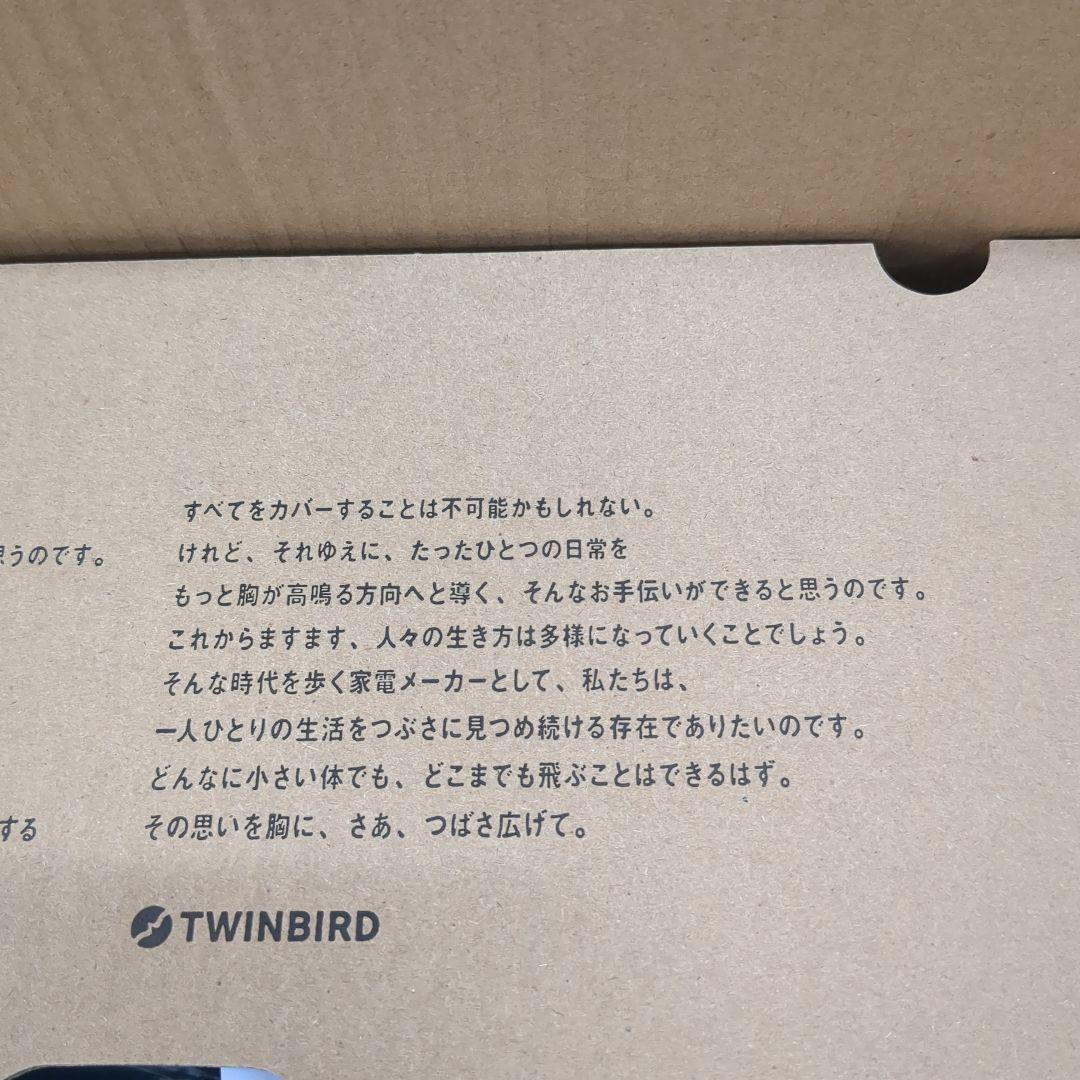 すべてをカバーすることは不可能かもしれない。
けれど、それゆえに、たったひとつの日常を
もっと胸が高鳴る方向へと導く、そんなお手伝いができると思うのです。
これからますます、人々の生き方は多様になっていくことでしょう。
そんな時代を歩く家電メーカーとして、私たちは、
一人ひとりの生活をつぶさに見つめ続ける存在でありたいのです。
どんなに小さい体でも、どこまでも飛ぶことはできるはず。
その思いを胸に、さあ、つばさ広げて。
思うのです。
する
TWINBIRD